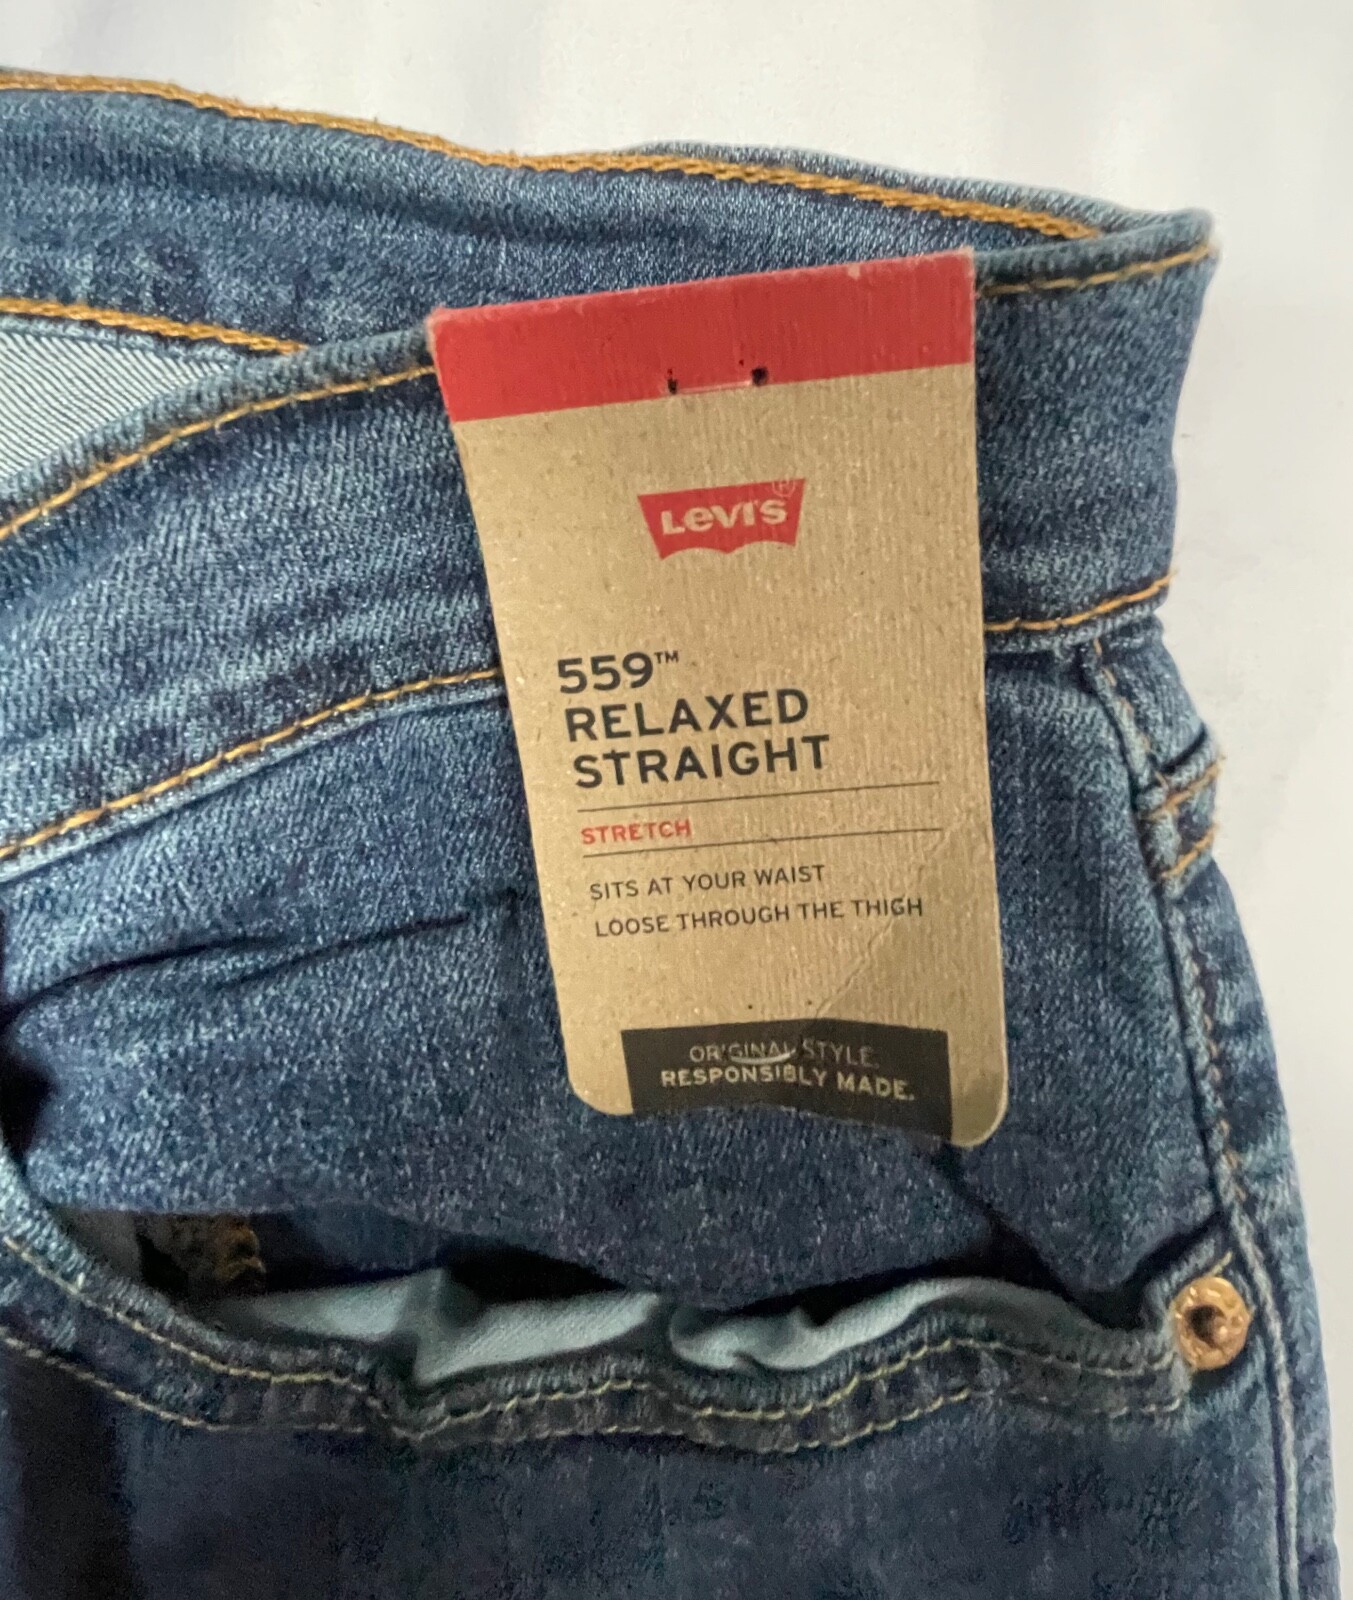 Levi's®
559™
RELAXED
STRAIGHT
STRETCH
SITS AT YOUR WAIST
LOOSE THROUGH THE THIGH
ORIGINAL STYLE.
RESPONSIBLY MADE.